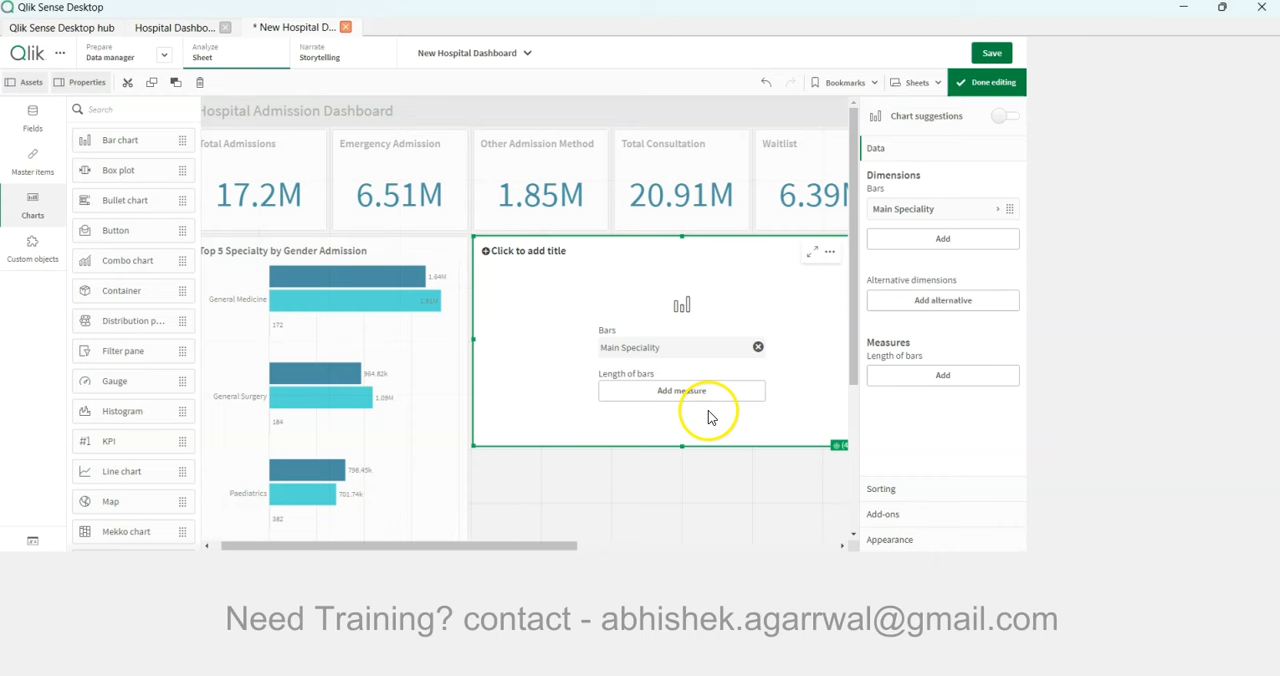 Qlik Sense Desktop
Qlik Sense Desktop hub
Hospital Dashbo...
* New Hospital D...
Qlik
Prepare
Data manager
Analyze
Sheet
Narrate
Storytelling
New Hospital Dashboard
Save
Assets
Properties
Bookmarks
Sheets
Done editing
Fields
Master items
Charts
Custom objects
Search
Bar chart
Box plot
Bullet chart
Button
Combo chart
Container
Distribution p...
Filter pane
Gauge
Histogram
#1 KPI
Line chart
Map
Mekko chart
Hospital Admission Dashboard
Total Admissions
17.2M
Emergency Admission
6.51M
Other Admission Method
1.85M
Total Consultation
20.91M
Waitlist
6.39M
Top 5 Specialty by Gender Admission
General Medicine
1.64M
1.81M
172
General Surgery
964.82k
1.09M
184
Paediatrics
798.45k
701.74k
382
Click to add title
Bars
Main Speciality
Length of bars
Add measure
Chart suggestions
Data
Dimensions
Bars
Main Speciality
Add
Alternative dimensions
Add alternative
Measures
Length of bars
Add
Sorting
Add-ons
Appearance
Need Training? contact - abhishek.agarrwal@gmail.com